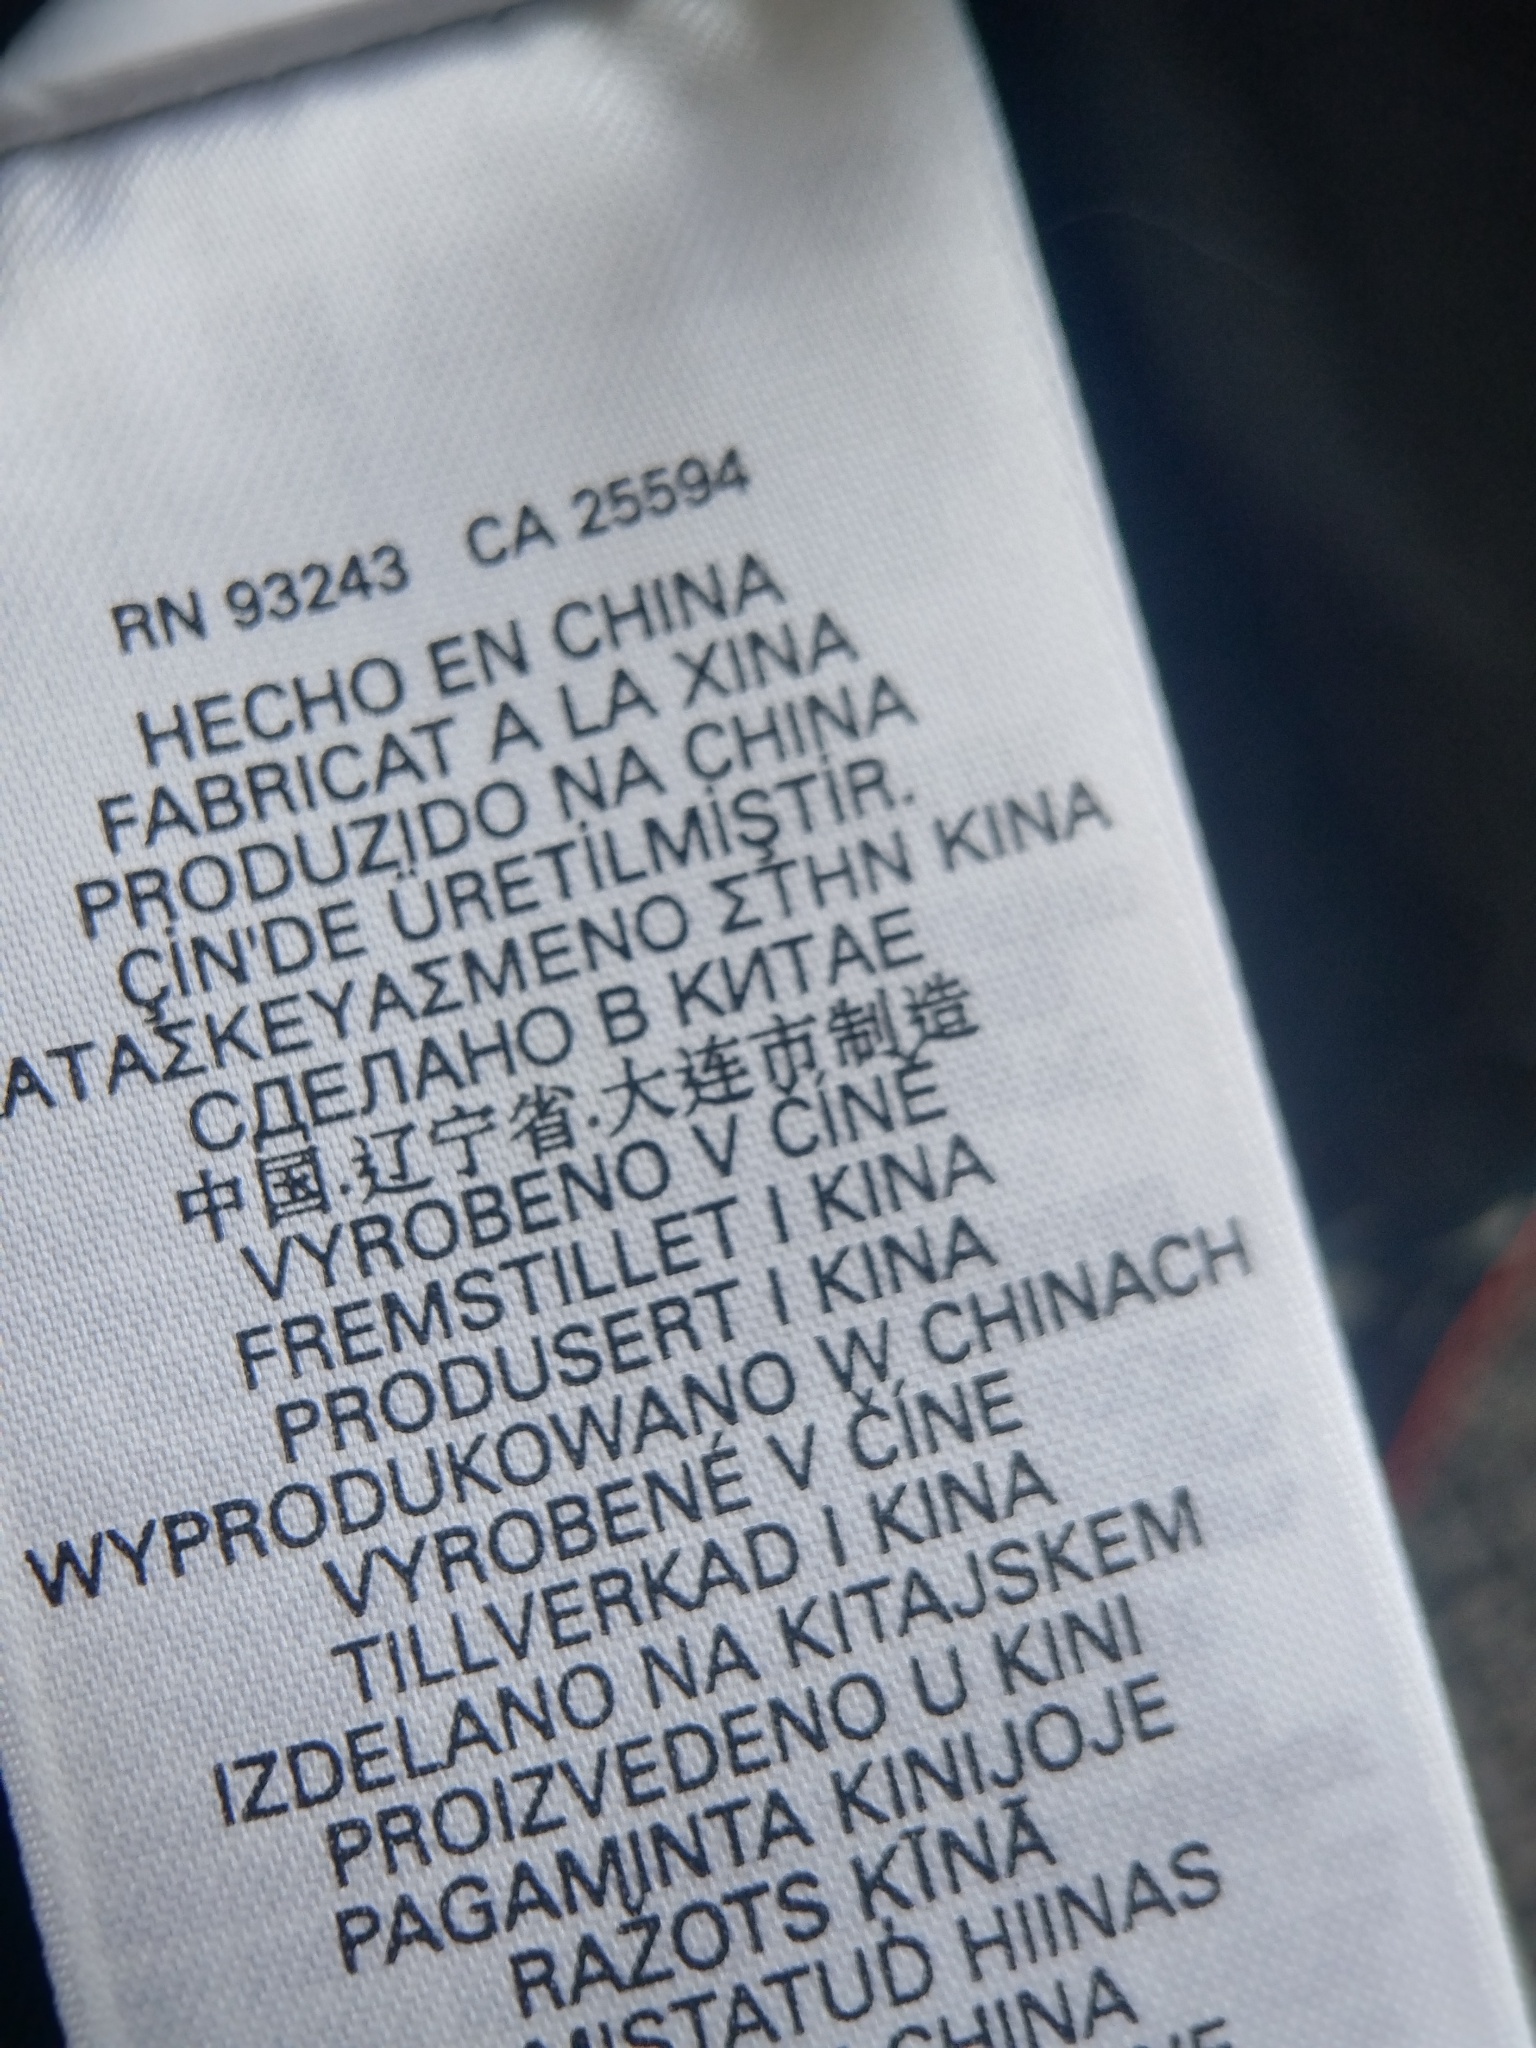 RN 93243 CA 25594
HECHO EN CHINA
FABRICAT A LA XINA
PRODUZIDO NA CHINA
ÇİN'DE ÜRETİLMİŞTİR.
ΑΤΑΣΚΕΥΑΣΜΕΝΟ ΣΤΗΝ ΚΙΝΑ
СДЕЛАНО В КИТАЕ
中國.辽宁省.大连市制造
VYROBENO V ČÍNĚ
FREMSTILLET I KINA
PRODUSERT I KINA
WYPRODUKOWANO W CHINACH
VYROBENÉ V ČÍNE
TILLVERKAD I KINA
IZDELANO NA KITAJSKEM
PROIZVEDENO U KINI
PAGAMINTA KINIJOJE
RAŽOTS ĶĪNĀ
HIINAS
CHINA